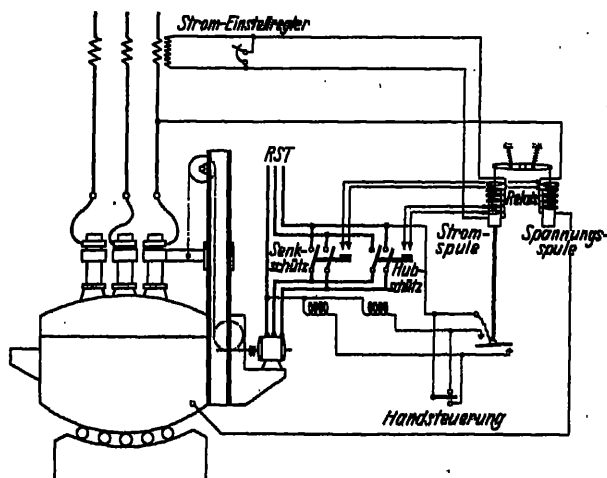 Strom-Einstellregler
RST
Relais
Senk-
schütz
Hub-
schütz
Strom-
spule
Spannungs-
spule
Handsteuerung